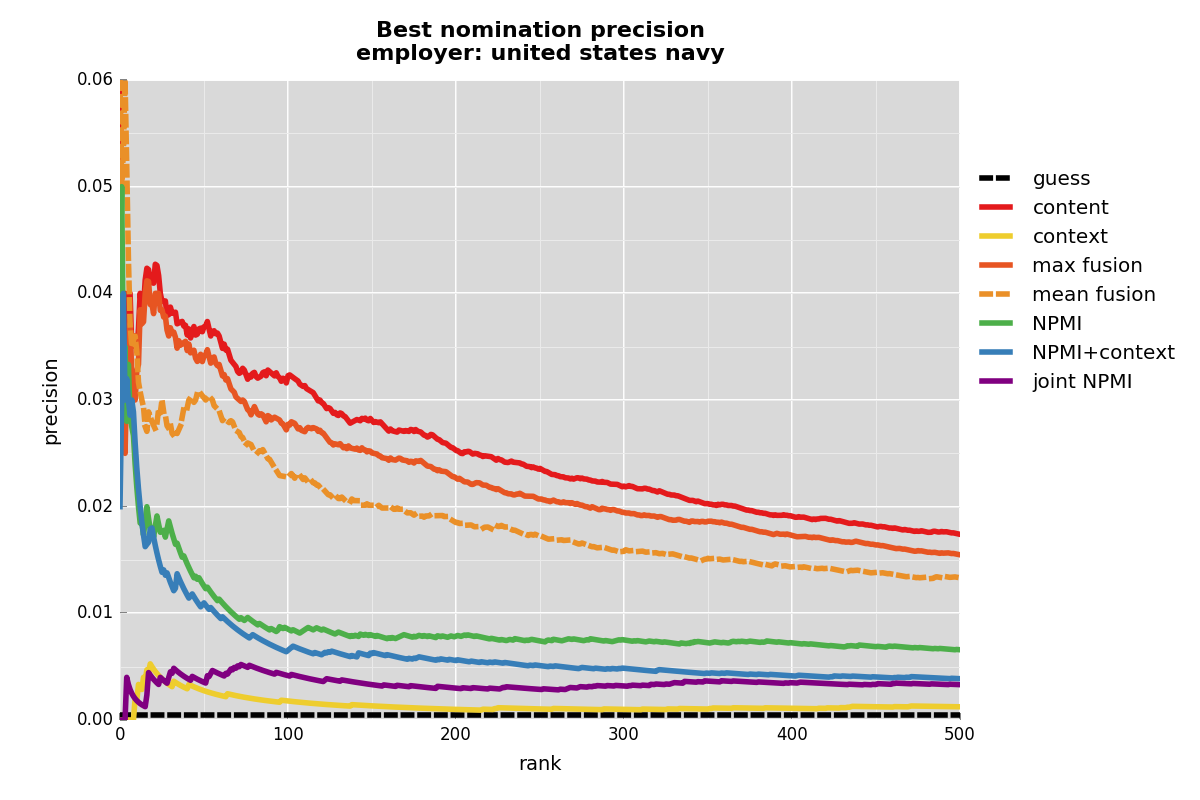 Best nomination precision
employer: united states navy
precision
0.06
0.05
0.04
0.03
0.02
0.01
0.00
0 100 200 300 400 500
rank
guess
content
context
max fusion
mean fusion
NPMI
NPMI+context
joint NPMI